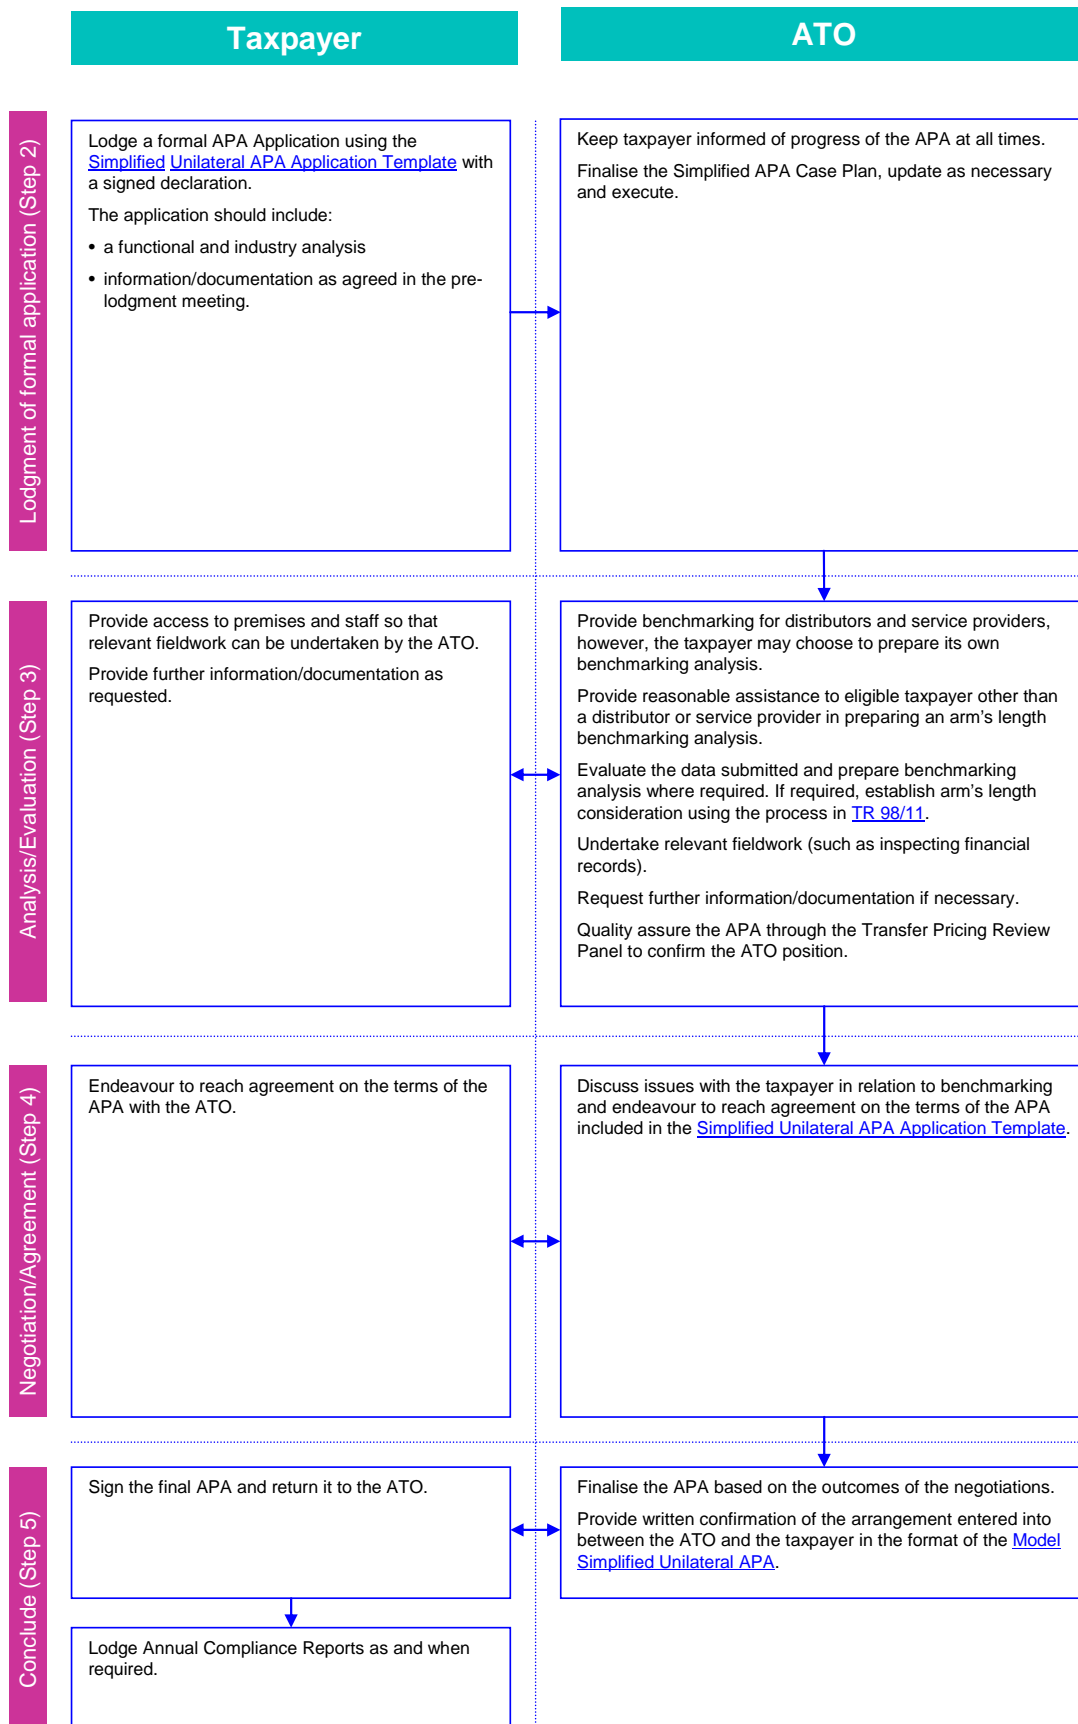 Taxpayer
ATO
Lodgment of formal application (Step 2)
Lodge a formal APA Application using the
Simplified Unilateral APA Application Template with
a signed declaration.
The application should include:
• a functional and industry analysis
• information/documentation as agreed in the pre-
lodgment meeting.
Keep taxpayer informed of progress of the APA at all times.
Finalise the Simplified APA Case Plan, update as necessary
and execute.
Analysis/Evaluation (Step 3)
Provide access to premises and staff so that
relevant fieldwork can be undertaken by the ATO.
Provide further information/documentation as
requested.
Provide benchmarking for distributors and service providers,
however, the taxpayer may choose to prepare its own
benchmarking analysis.
Provide reasonable assistance to eligible taxpayer other than
a distributor or service provider in preparing an arm's length
benchmarking analysis.
Evaluate the data submitted and prepare benchmarking
analysis where required. If required, establish arm's length
consideration using the process in TR 98/11.
Undertake relevant fieldwork (such as inspecting financial
records).
Request further information/documentation if necessary.
Quality assure the APA through the Transfer Pricing Review
Panel to confirm the ATO position.
Negotiation/Agreement (Step 4)
Endeavour to reach agreement on the terms of the
APA with the ATO.
Discuss issues with the taxpayer in relation to benchmarking
and endeavour to reach agreement on the terms of the APA
included in the Simplified Unilateral APA Application Template.
Conclude (Step 5)
Sign the final APA and return it to the ATO.
Finalise the APA based on the outcomes of the negotiations.
Provide written confirmation of the arrangement entered into
between the ATO and the taxpayer in the format of the Model
Simplified Unilateral APA.
Lodge Annual Compliance Reports as and when
required.